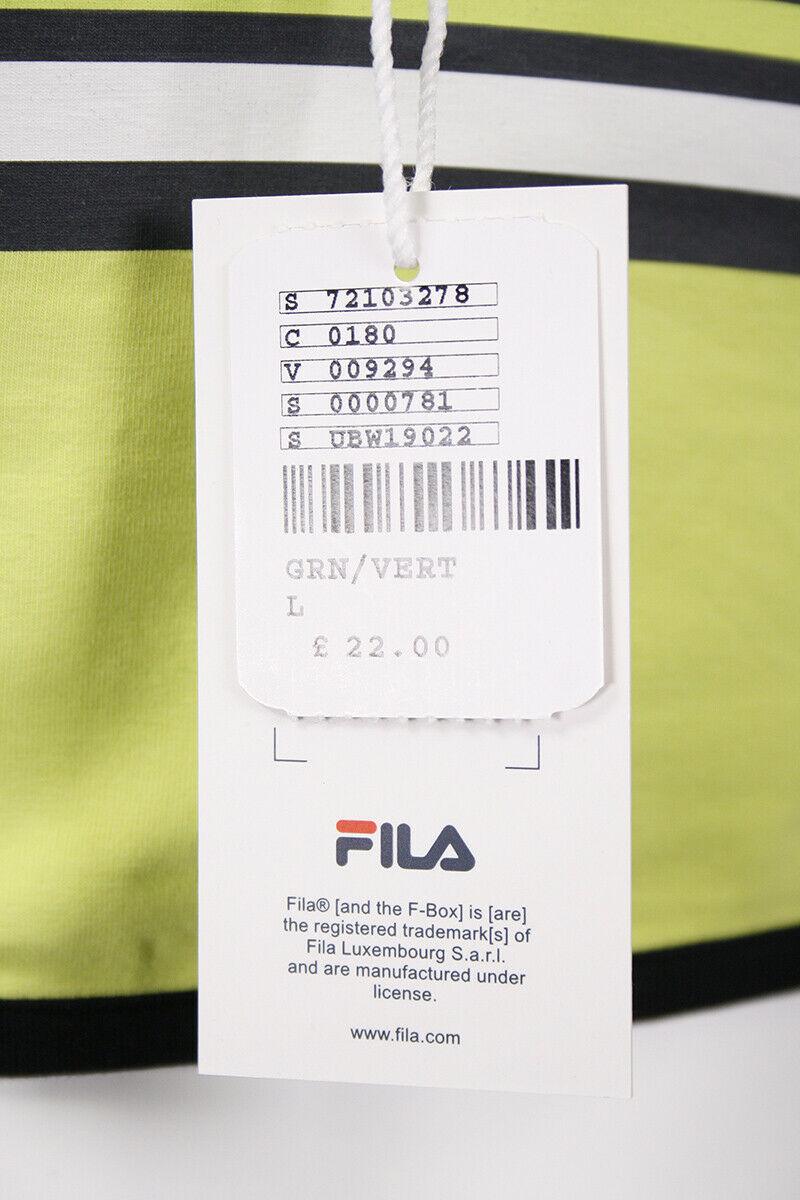 S 72103278
C 0180
V 009294
S 0000781
S UBW19022
GRN/VERT
L
£ 22.00
FILA
Fila® [and the F-Box] is [are]
the registered trademark[s] of
Fila Luxembourg S.a.r.l.
and are manufactured under
license.
www.fila.com